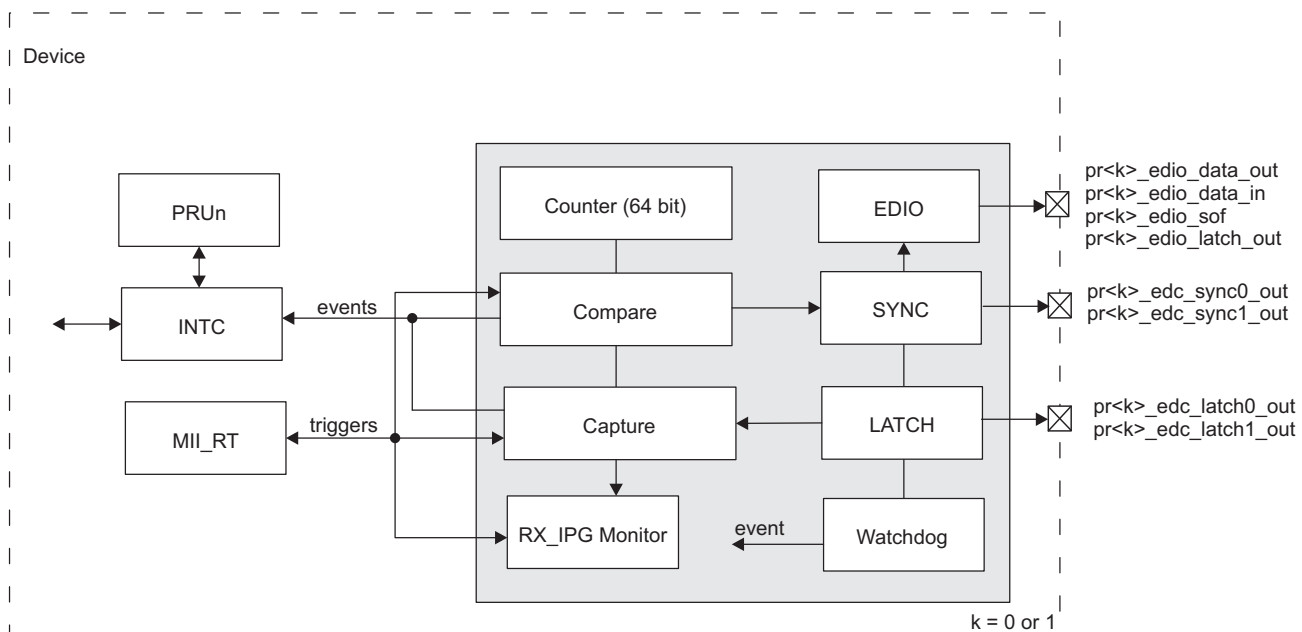 Device
pr<k>_edio_data_out
pr<k>_edio_data_in
pr<k>_edio_sof
pr<k>_edio_latch_out
PRUn
Counter (64 bit)
EDIO
pr<k>_edc_sync0_out
pr<k>_edc_sync1_out
INTC
events
Compare
SYNC
pr<k>_edc_latch0_out
pr<k>_edc_latch1_out
MII_RT
triggers
Capture
LATCH
RX_IPG Monitor
event
Watchdog
k = 0 or 1